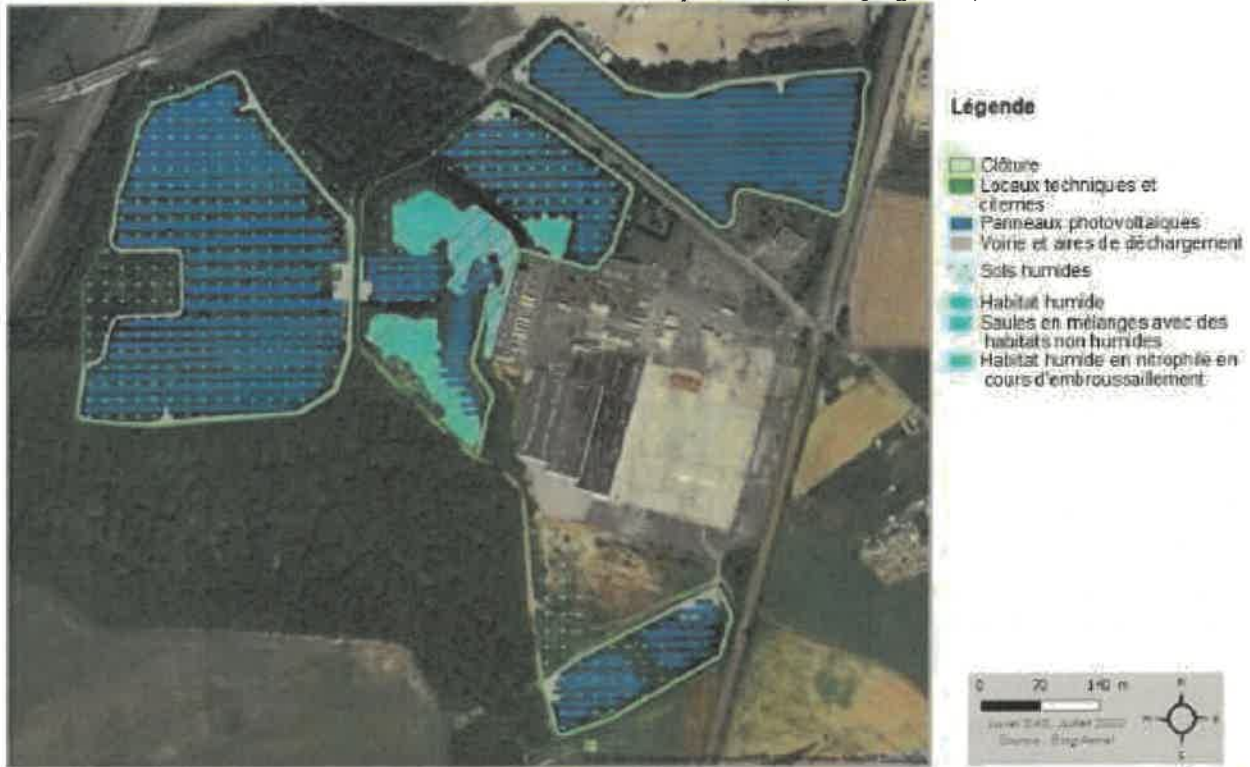 Légende
Clôture
Locaux techniques et
citernes
Panneaux photovoltaïques
Voirie et aires de déchargement
Sols humides
Habitat humide
Saules en mélanges avec des
habitats non humides
Habitat humide en nitrophile en
cours d'embroussaillement
0 70 140 m
N
S